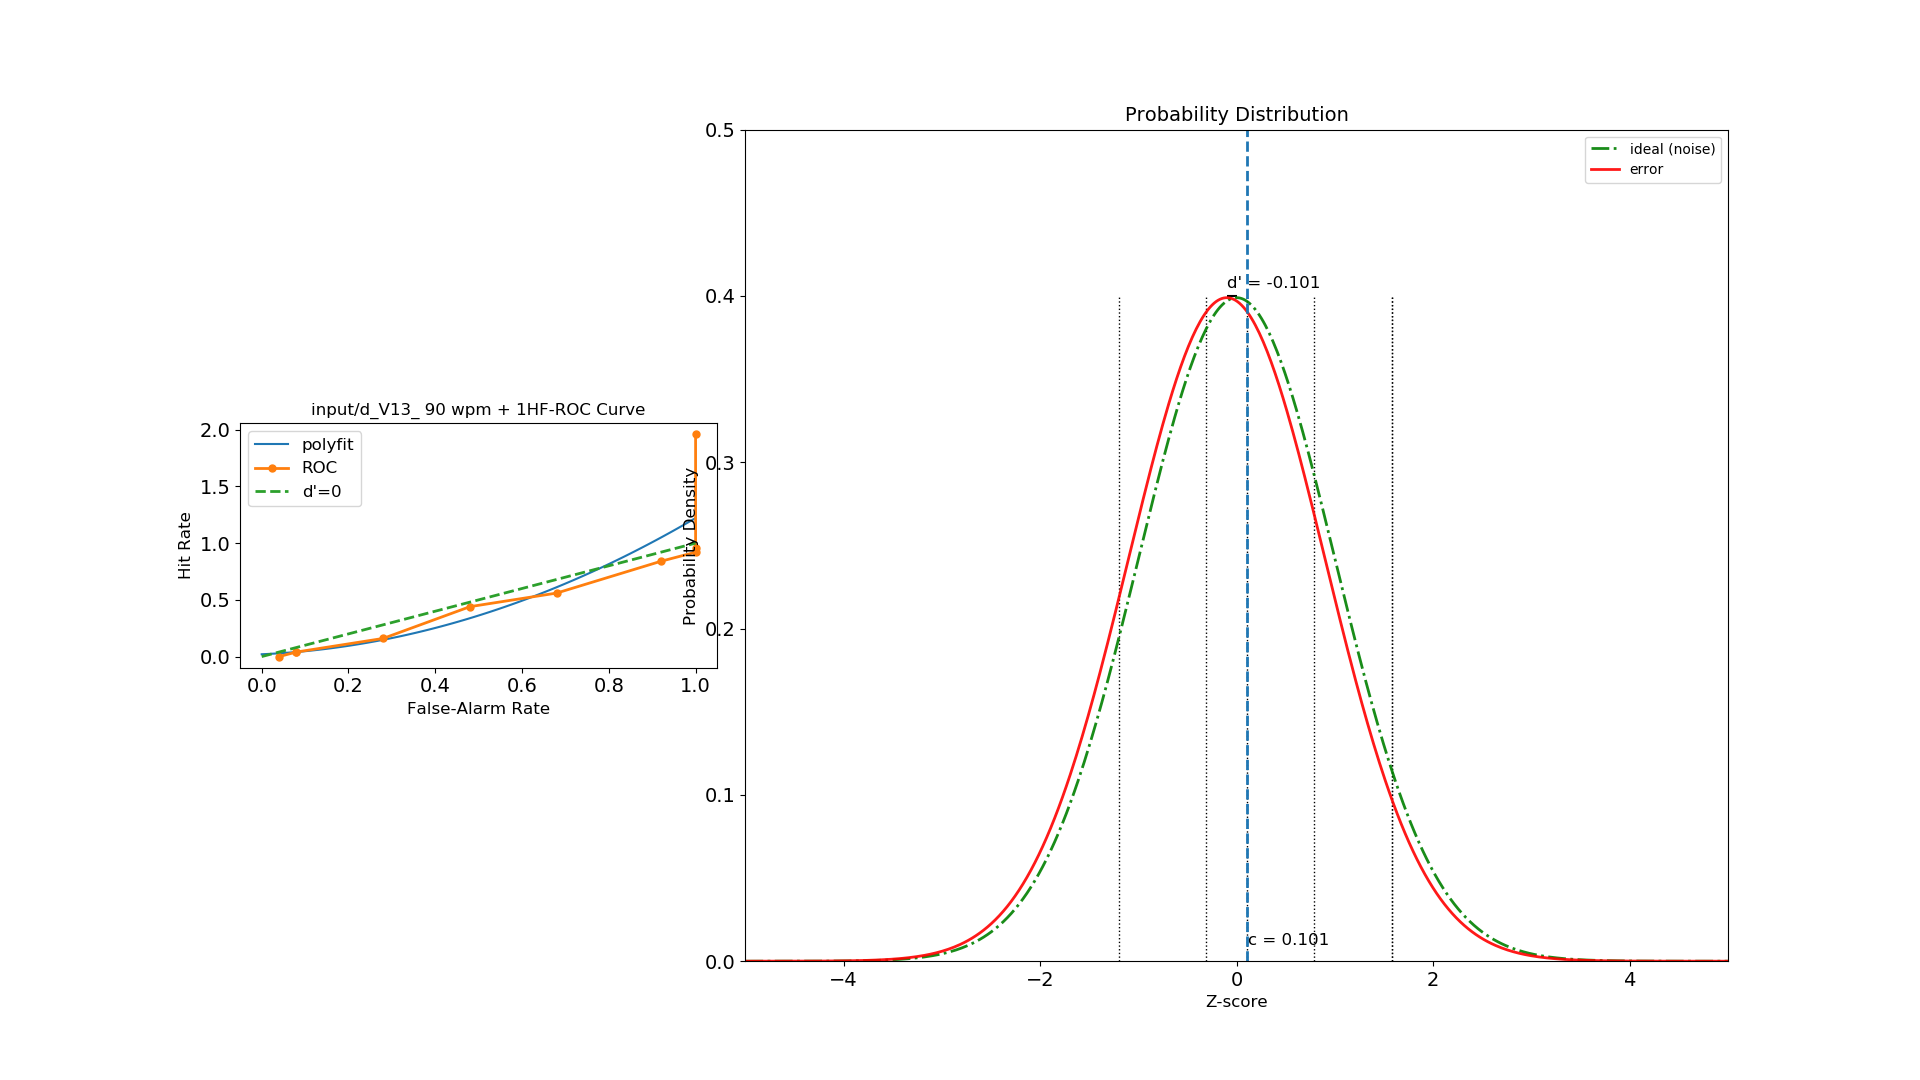 input/d_V13_ 90 wpm + 1HF-ROC Curve
2.0
1.5
1.0
0.5
0.0
Hit Rate
polyfit
ROC
d'=0
0.0 0.2 0.4 0.6 0.8 1.0
False-Alarm Rate
Probability Distribution
0.5
0.4
0.3
0.2
0.1
0.0
Probability Density
ideal (noise)
error
d' = -0.101
c = 0.101
−4 −2 0 2 4
Z-score